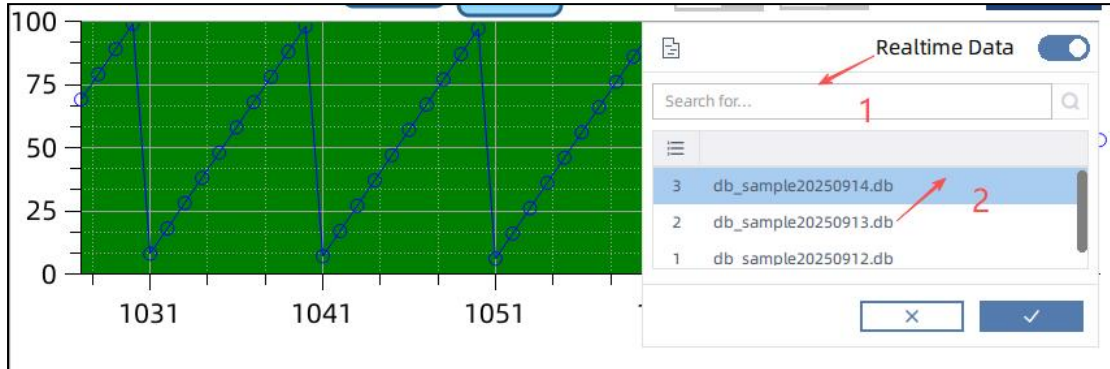 100
75
50
25
0
1031
1041
1051
Realtime Data
Search for...
1
3 db_sample20250914.db
2
2 db_sample20250913.db
1 db_sample20250912.db